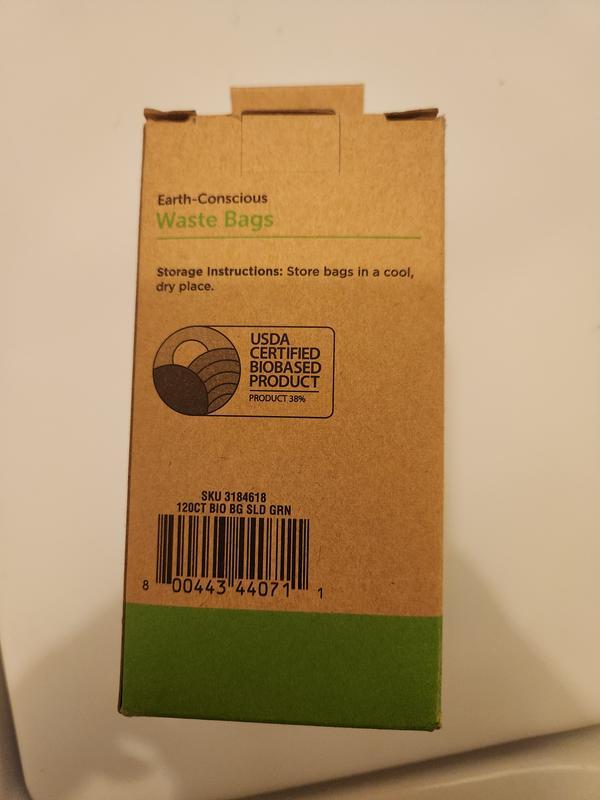 Earth-Conscious
Waste Bags
Storage Instructions: Store bags in a cool,
dry place.
USDA
CERTIFIED
BIOBASED
PRODUCT
PRODUCT 38%
SKU 3184618
120CT BIO BG SLD GRN
8 00443 44071 1